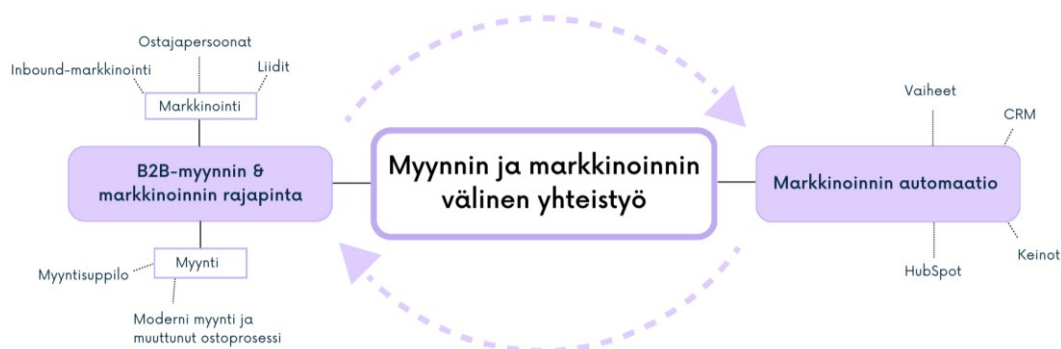 Ostajapersoonat
Inbound-markkinointi
Liidit
Markkinointi
B2B-myynnin &
markkinoinnin rajapinta
Myynti
Myyntisuppilo
Moderni myynti ja
muuttunut ostoprosessi
Myynnin ja markkinoinnin
välinen yhteistyö
Vaiheet
CRM
Markkinoinnin automaatio
HubSpot
Keinot